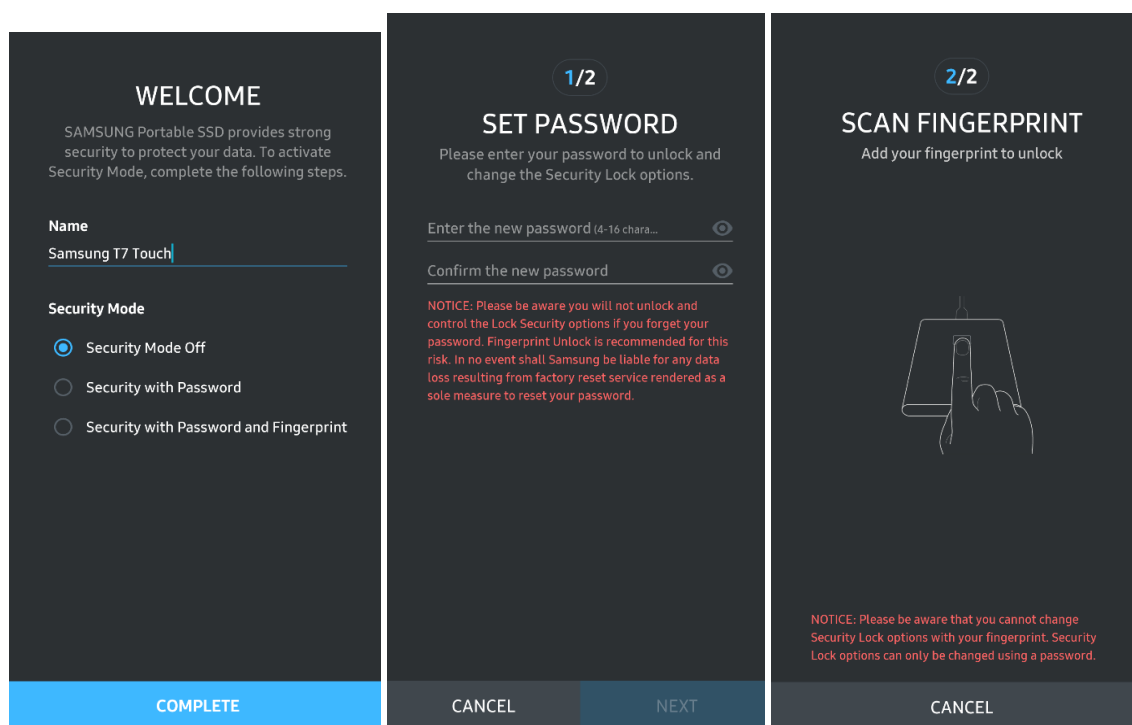 WELCOME
SAMSUNG Portable SSD provides strong
security to protect your data. To activate
Security Mode, complete the following steps.
Name
Samsung T7 Touch
Security Mode
Security Mode Off
Security with Password
Security with Password and Fingerprint
COMPLETE
1/2
SET PASSWORD
Please enter your password to unlock and
change the Security Lock options.
Enter the new password (4-16 chara...
Confirm the new password
NOTICE: Please be aware you will not unlock and
control the Lock Security options if you forget your
password. Fingerprint Unlock is recommended for this
risk. In no event shall Samsung be liable for any data
loss resulting from factory reset service rendered as a
sole measure to reset your password.
CANCEL NEXT
2/2
SCAN FINGERPRINT
Add your fingerprint to unlock
NOTICE: Please be aware that you cannot change
Security Lock options with your fingerprint. Security
Lock options can only be changed using a password.
CANCEL